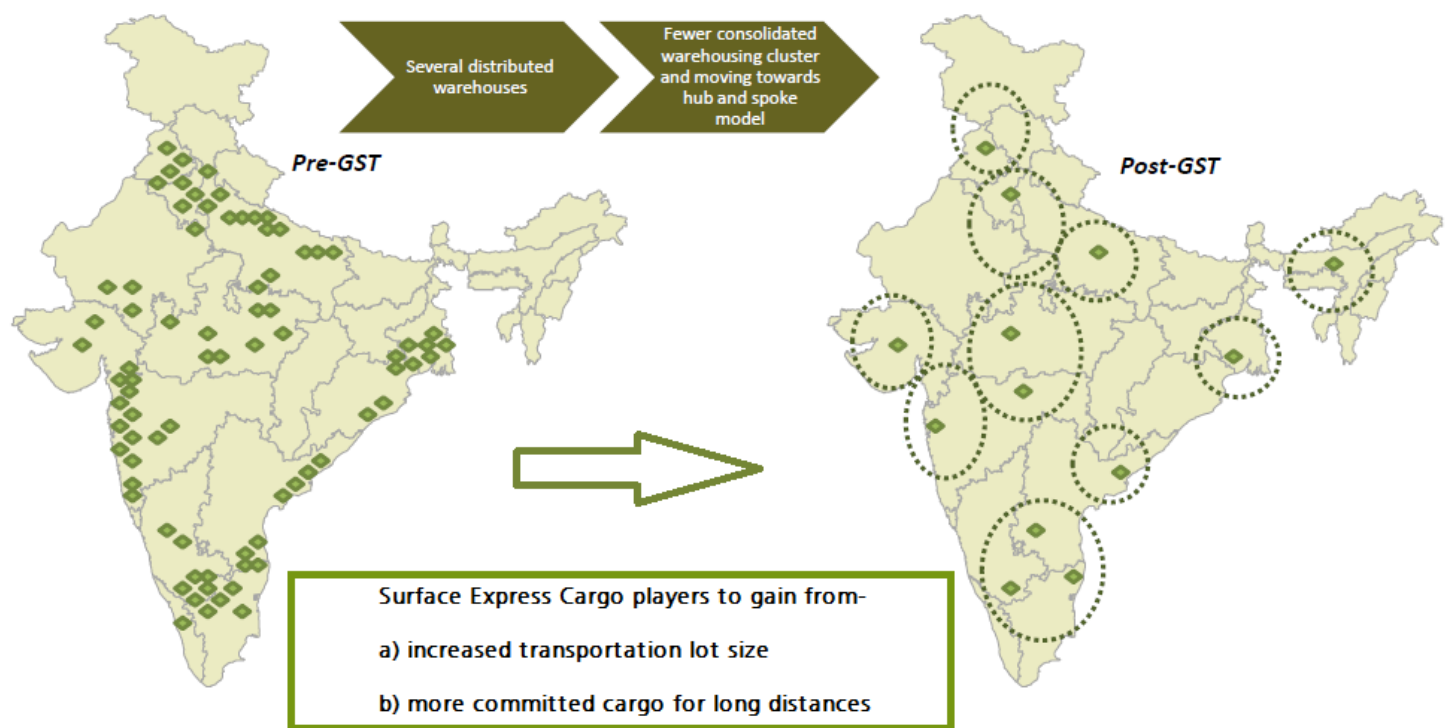 Several distributed
warehouses
Fewer consolidated
warehousing cluster
and moving towards
hub and spoke
model
Pre-GST
Post-GST
Surface Express Cargo players to gain from-
a) increased transportation lot size
b) more committed cargo for long distances